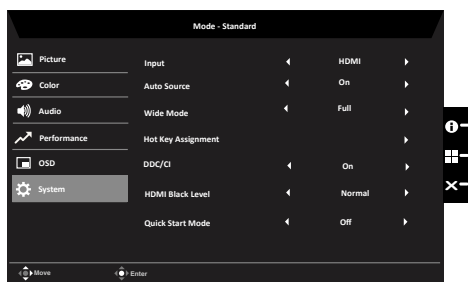 Mode - Standard
Picture
Color
Audio
Performance
OSD
System
Input HDMI
Auto Source On
Wide Mode Full
Hot Key Assignment
DDC/CI On
HDMI Black Level Normal
Quick Start Mode Off
Move Enter